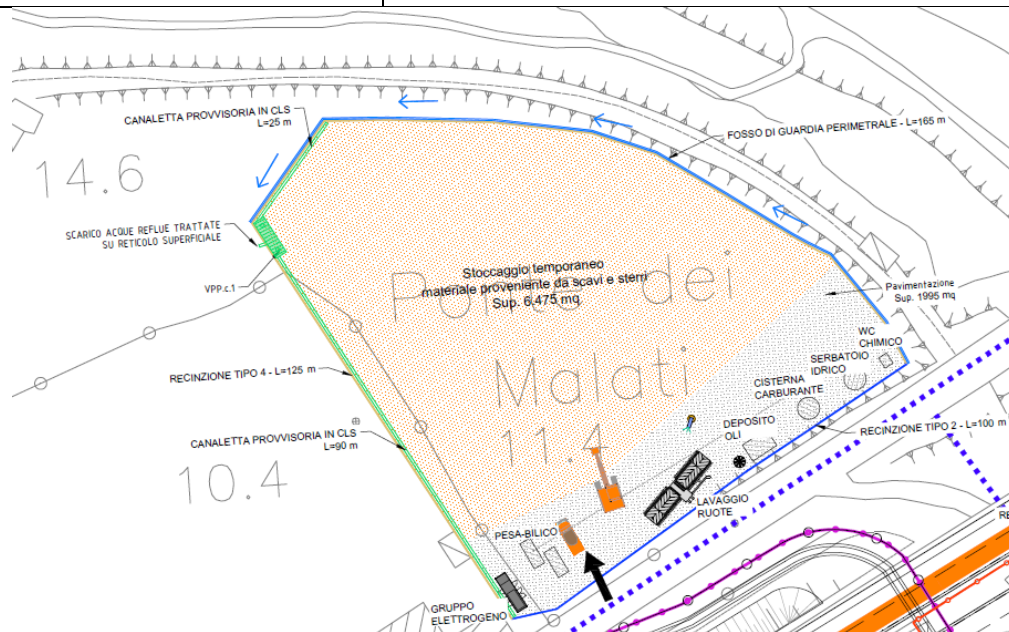 CANALETTA PROVVISORIA IN CLS
L=25 m
FOSSO DI GUARDIA PERIMETRALE - L=165 m
14.6
SCARICO ACQUE REFLUE TRATTATE
SU RETICOLO SUPERFICIALE
VPP.c.1
Stoccaggio temporaneo
materiale proveniente da scavi e sterri
Sup. 6.475 mq
Ponte dei
Malati
11.4
Pavimentazione
Sup. 1995 mq
WC
CHIMICO
SERBATOIO
IDRICO
CISTERNA
CARBURANTE
RECINZIONE TIPO 4 - L=125 m
DEPOSITO
OLI
RECINZIONE TIPO 2 - L=100 m
CANALETTA PROVVISORIA IN CLS
L=90 m
10.4
LAVAGGIO
RUOTE
PESA-BILICO
RE
GRUPPO
ELETTROGENO